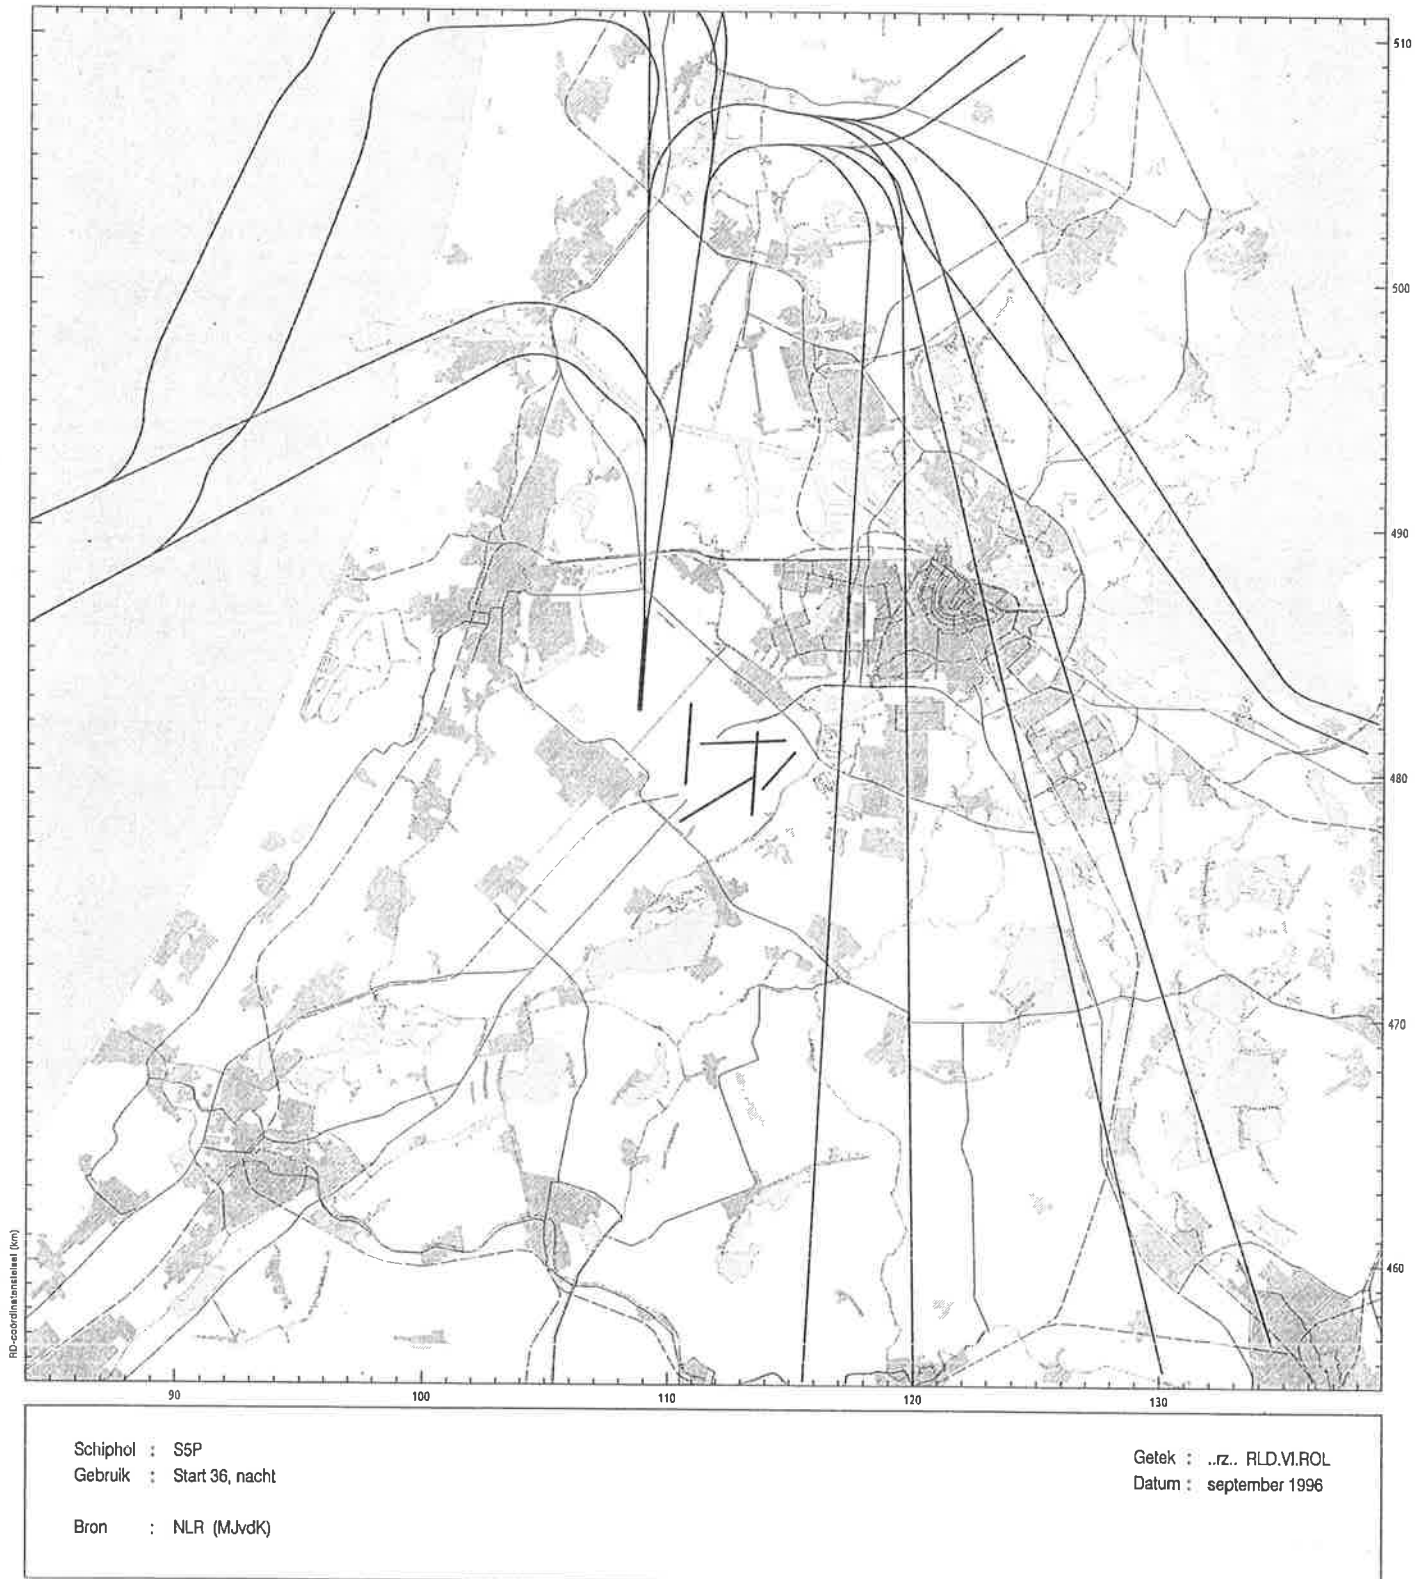 510
500
490
480
470
460
RD-coördinatenstelsel (km)
90
100
110
120
130
Schiphol : S5P
Gebruik : Start 36, nacht
Bron : NLR (MJvdK)
Getek : ..rz.. RLD.VI.ROL
Datum : september 1996